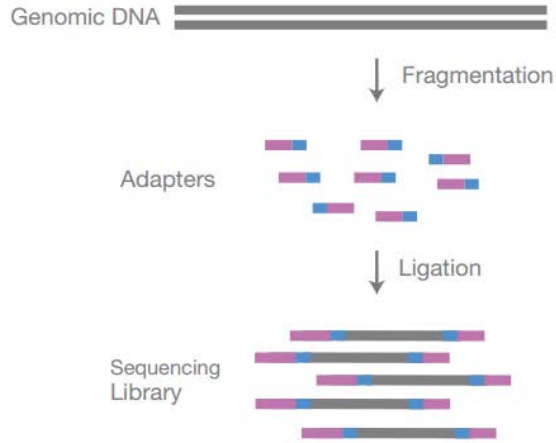 Genomic DNA
Fragmentation
Adapters
Ligation
Sequencing
Library